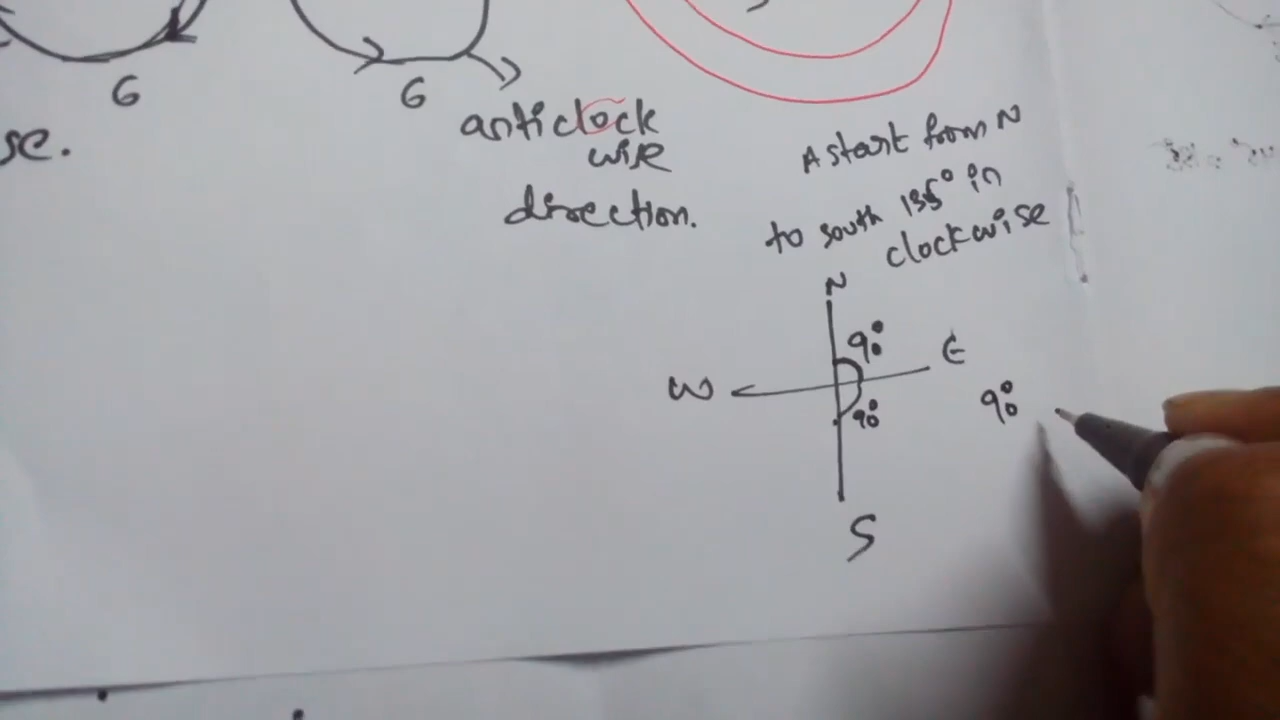 6
6
se.
anticlock
wise
direction.
A start from N
to south 135° in
clockwise
N
90°
E
W
90°
90°
S